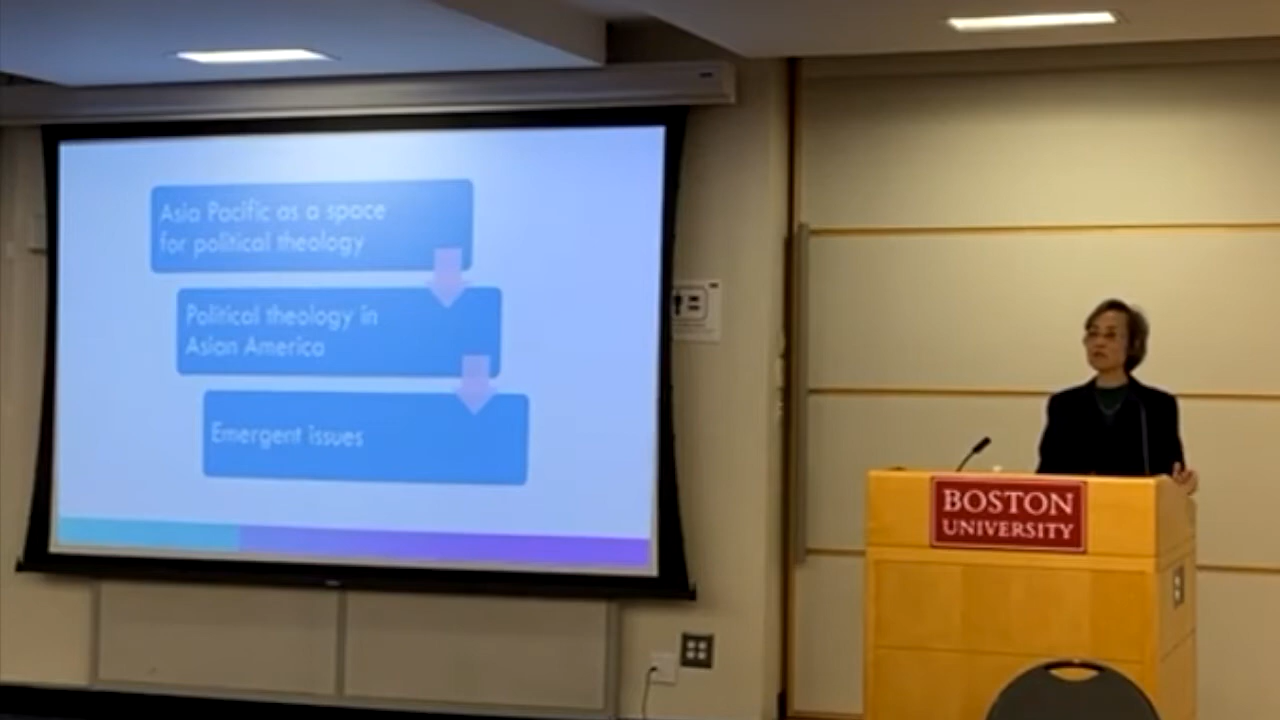 Asia Pacific as a space
for political theology
Political theology in
Asian America
Emergent issues
BOSTON
UNIVERSITY